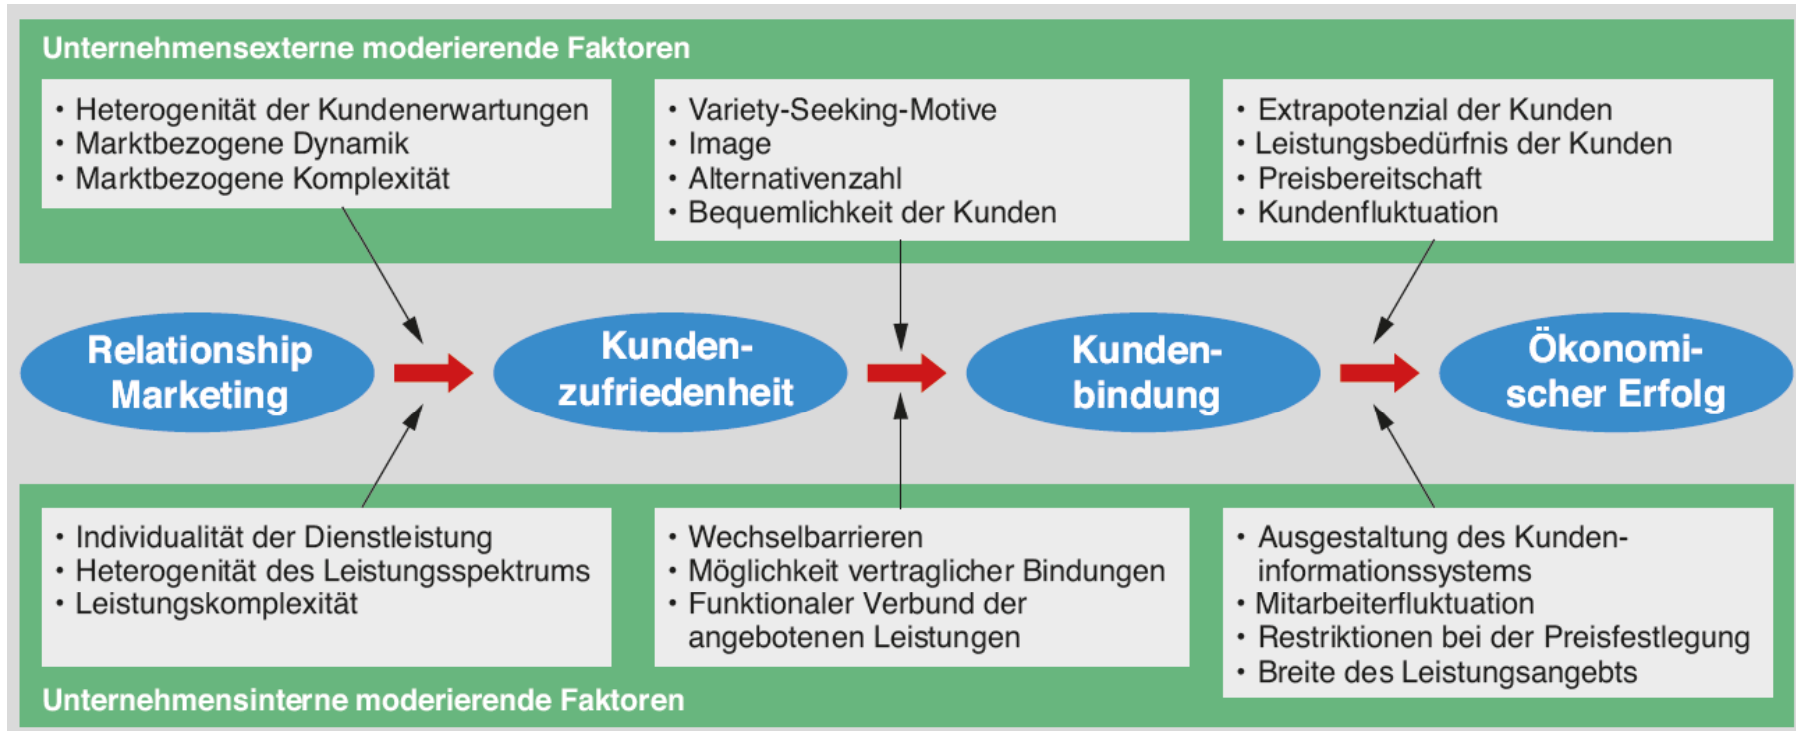 Unternehmensexterne moderierende Faktoren
• Heterogenität der Kundenerwartungen
• Marktbezogene Dynamik
• Marktbezogene Komplexität
• Variety-Seeking-Motive
• Image
• Alternativenzahl
• Bequemlichkeit der Kunden
• Extrapotenzial der Kunden
• Leistungsbedürfnis der Kunden
• Preisbereitschaft
• Kundenfluktuation
Relationship
Marketing
Kunden-
zufriedenheit
Kunden-
bindung
Ökonomi-
scher Erfolg
• Individualität der Dienstleistung
• Heterogenität des Leistungsspektrums
• Leistungskomplexität
• Wechselbarrieren
• Möglichkeit vertraglicher Bindungen
• Funktionaler Verbund der
angebotenen Leistungen
• Ausgestaltung des Kunden-
informationssystems
• Mitarbeiterfluktuation
• Restriktionen bei der Preisfestlegung
• Breite des Leistungsangebts
Unternehmensinterne moderierende Faktoren